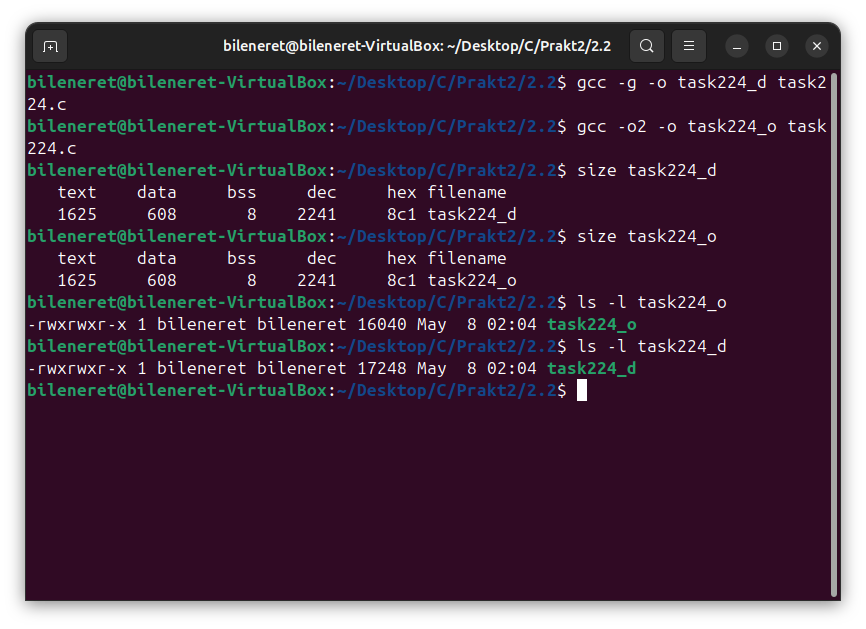 bileneret@bileneret-VirtualBox: ~/Desktop/C/Prakt2/2.2
bileneret@bileneret-VirtualBox:~/Desktop/C/Prakt2/2.2$ gcc -g -o task224_d task2
24.c
bileneret@bileneret-VirtualBox:~/Desktop/C/Prakt2/2.2$ gcc -o2 -o task224_o task
224.c
bileneret@bileneret-VirtualBox:~/Desktop/C/Prakt2/2.2$ size task224_d
   text    data     bss     dec     hex filename
   1625     608       8    2241     8c1 task224_d
bileneret@bileneret-VirtualBox:~/Desktop/C/Prakt2/2.2$ size task224_o
   text    data     bss     dec     hex filename
   1625     608       8    2241     8c1 task224_o
bileneret@bileneret-VirtualBox:~/Desktop/C/Prakt2/2.2$ ls -l task224_o
-rwxrwxr-x 1 bileneret bileneret 16040 May  8 02:04 task224_o
bileneret@bileneret-VirtualBox:~/Desktop/C/Prakt2/2.2$ ls -l task224_d
-rwxrwxr-x 1 bileneret bileneret 17248 May  8 02:04 task224_d
bileneret@bileneret-VirtualBox:~/Desktop/C/Prakt2/2.2$